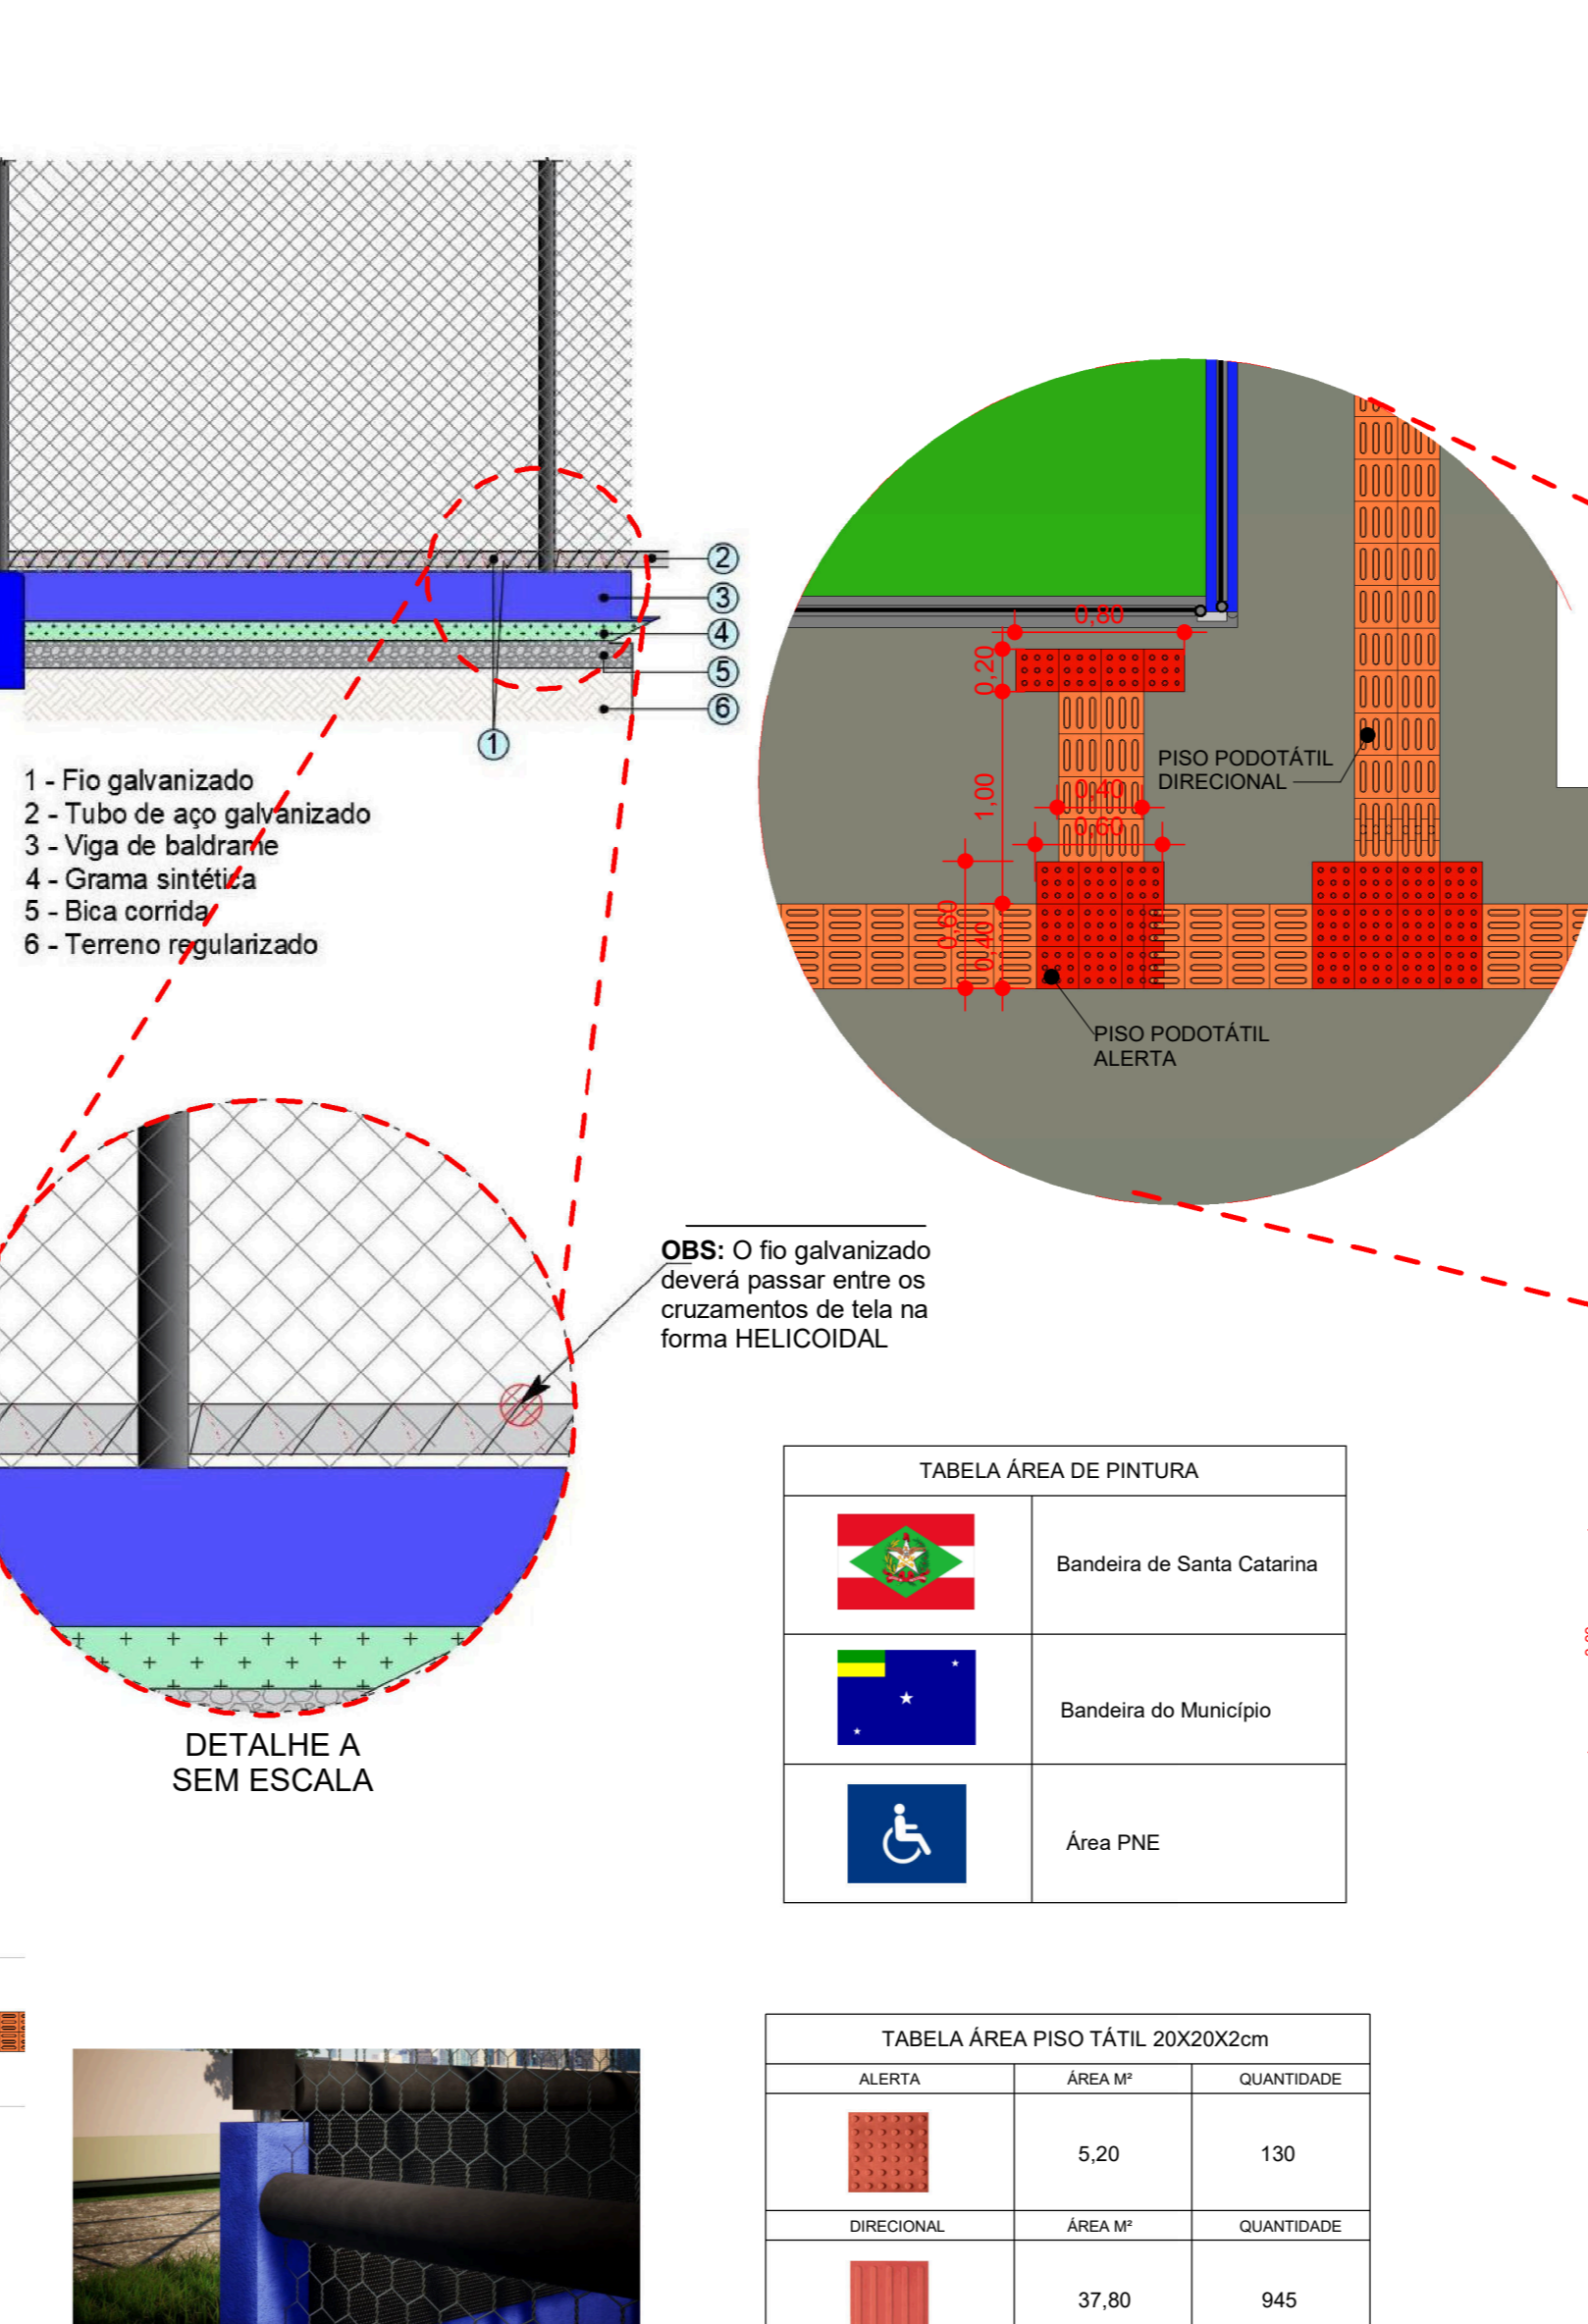 2
3
4
5
6
1
1 - Fio galvanizado
2 - Tubo de aço galvanizado
3 - Viga de baldrame
4 - Grama sintética
5 - Bica corrida
6 - Terreno regularizado
0,80
0,20
1,00
0,40
0,60
0,60
0,40
PISO PODOTÁTIL
DIRECIONAL
PISO PODOTÁTIL
ALERTA
OBS: O fio galvanizado
deverá passar entre os
cruzamentos de tela na
forma HELICOIDAL
DETALHE A
SEM ESCALA
TABELA ÁREA DE PINTURA
Bandeira de Santa Catarina
Bandeira do Município
Área PNE
TABELA ÁREA PISO TÁTIL 20X20X2cm
ALERTA ÁREA M² QUANTIDADE
5,20 130
DIRECIONAL ÁREA M² QUANTIDADE
37,80 945